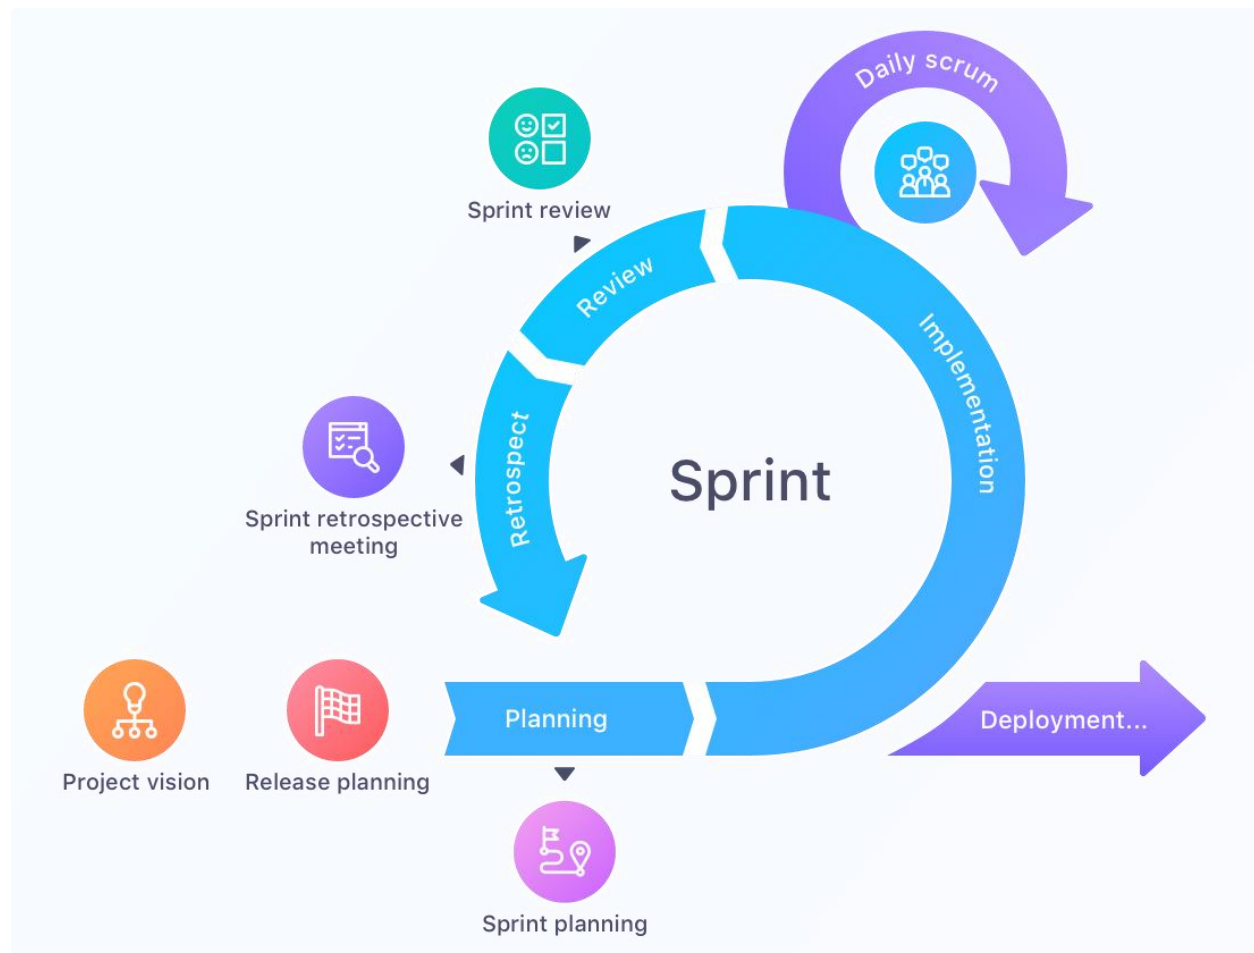 Daily scrum
Sprint review
Review
Implementation
Retrospect
Sprint
Sprint retrospective
meeting
Planning
Deployment...
Project vision
Release planning
Sprint planning